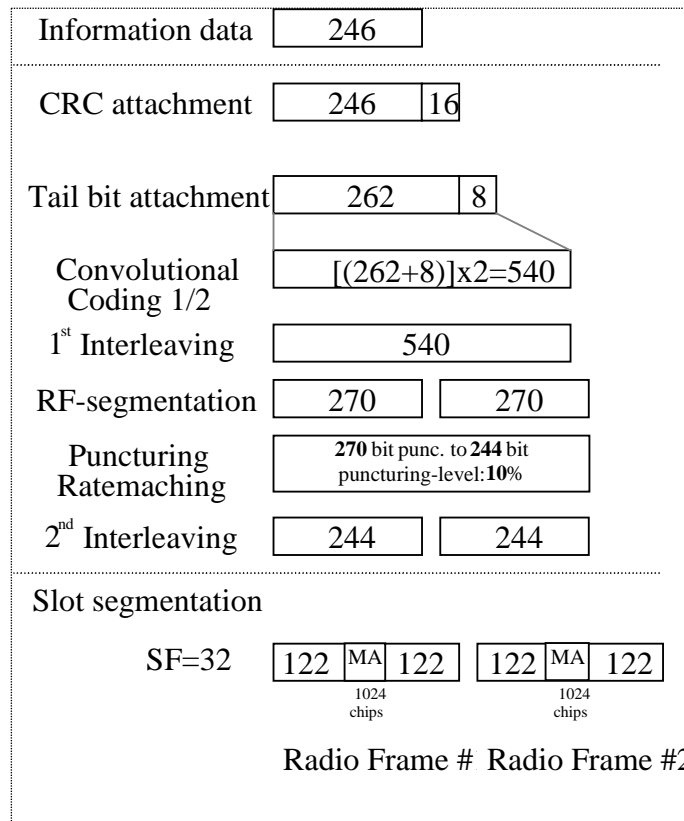 Information data 246
CRC attachment 246 16
Tail bit attachment 262 8
Convolutional Coding 1/2 [(262+8)]x2=540
1st Interleaving 540
RF-segmentation 270 270
Puncturing Ratemaching 270 bit punc. to 244 bit puncturing-level:10%
2nd Interleaving 244 244
Slot segmentation
SF=32 122 MA 122 122 MA 122
1024 chips 1024 chips
Radio Frame # Radio Frame #2